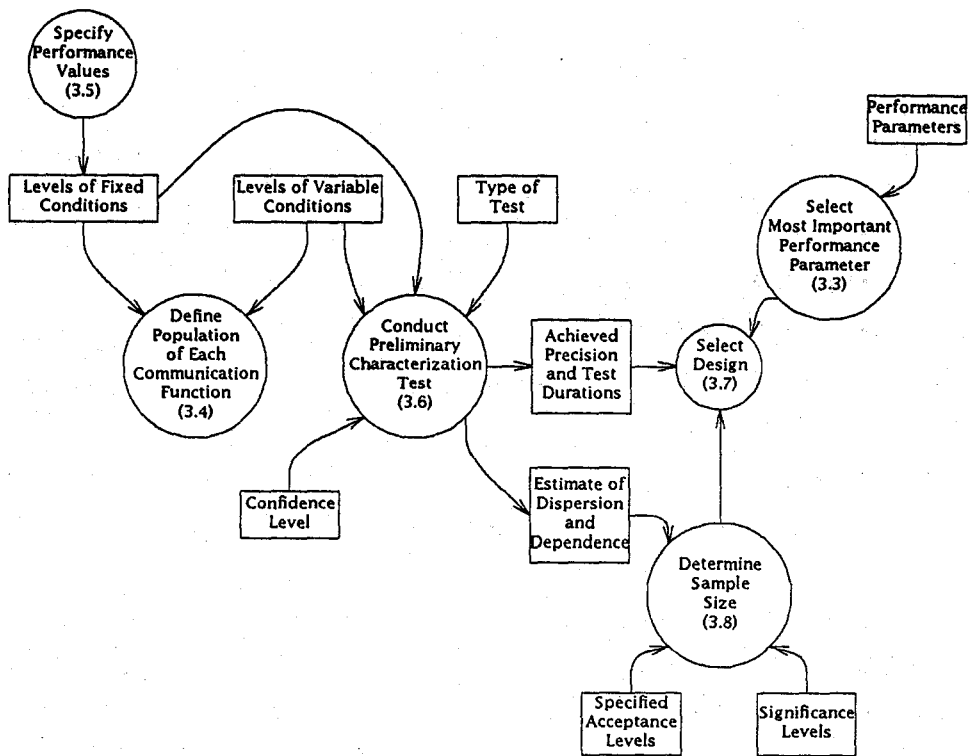 Specify
Performance
Values
(3.5)
Performance
Parameters
Levels of Fixed
Conditions
Levels of Variable
Conditions
Type of
Test
Select
Most Important
Performance
Parameter
(3.3)
Define
Population
of Each
Communication
Function
(3.4)
Conduct
Preliminary
Characterization
Test
(3.6)
Achieved
Precision
and Test
Durations
Select
Design
(3.7)
Confidence
Level
Estimate of
Dispersion
and
Dependence
Determine
Sample
Size
(3.8)
Specified
Acceptance
Levels
Significance
Levels